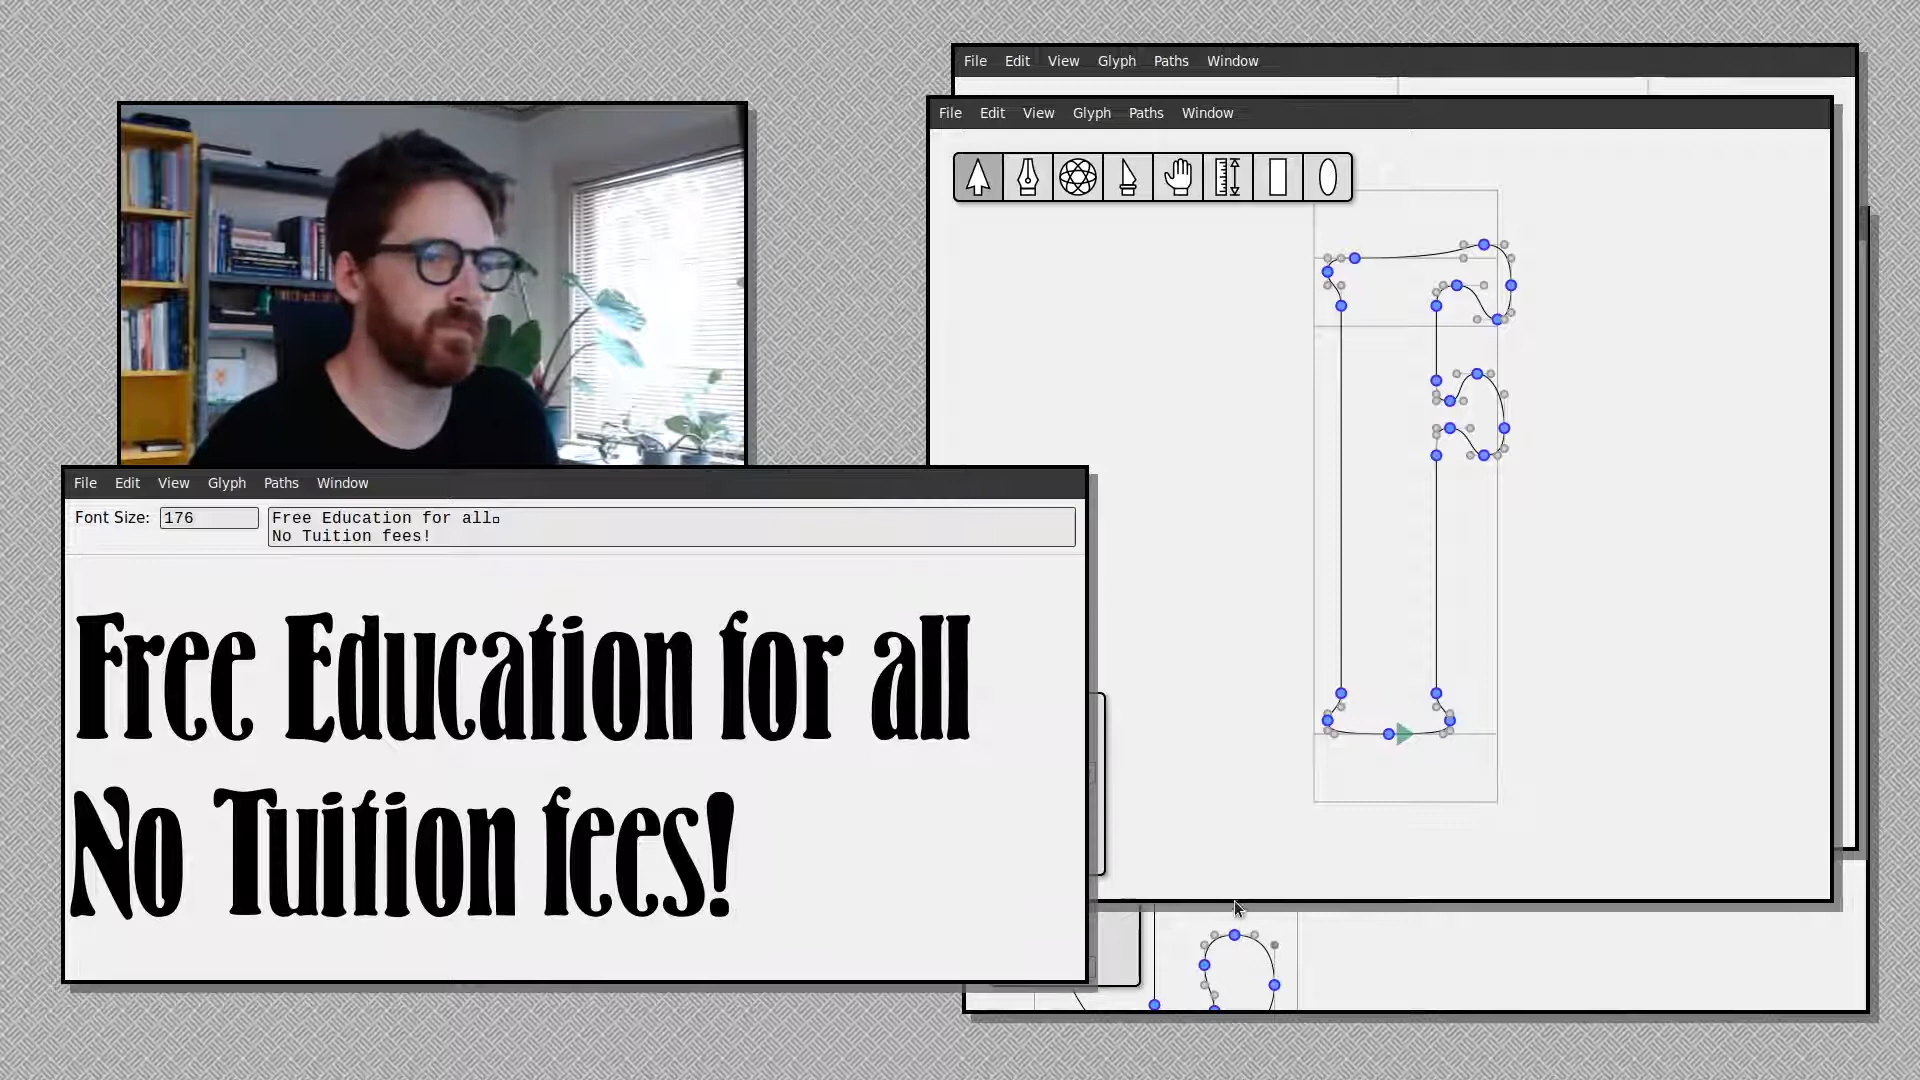 File Edit View Glyph Paths Window
File Edit View Glyph Paths Window
File Edit View Glyph Paths Window
Font Size: 176
Free Education for all
No Tuition fees!
Free Education for all
No Tuition fees!